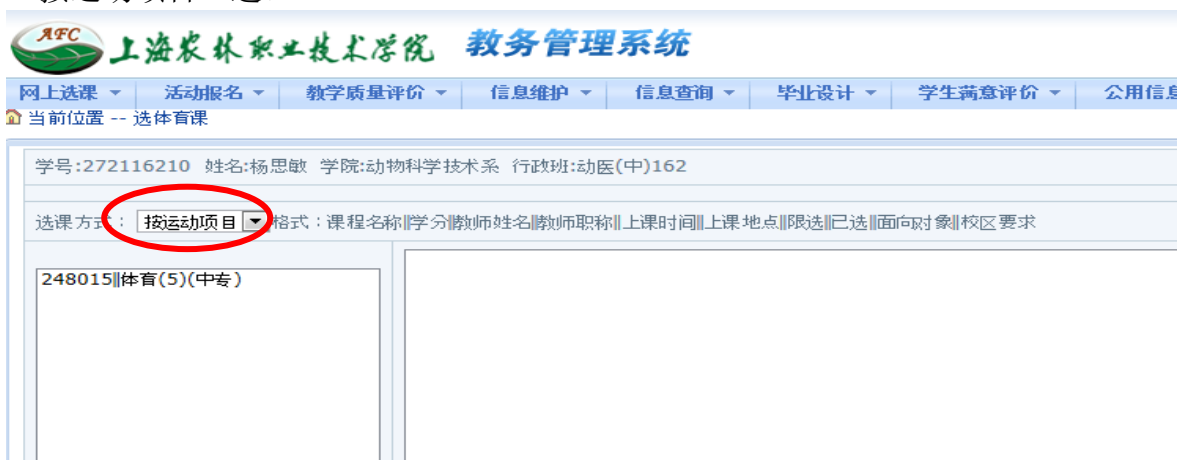 AFC 上海农林职业技术学院 教务管理系统
网上选课 活动报名 教学质量评价 信息维护 信息查询 毕业设计 学生满意评价 公用信息
当前位置 -- 选体育课
学号:272116210 姓名:杨思敏 学院:动物科学技术系 行政班:动医(中)162
选课方式: 按运动项目 格式:课程名称||学分||教师姓名||教师职称||上课时间||上课地点||限选||已选||面向对象||校区要求
248015||体育(5)(中专)